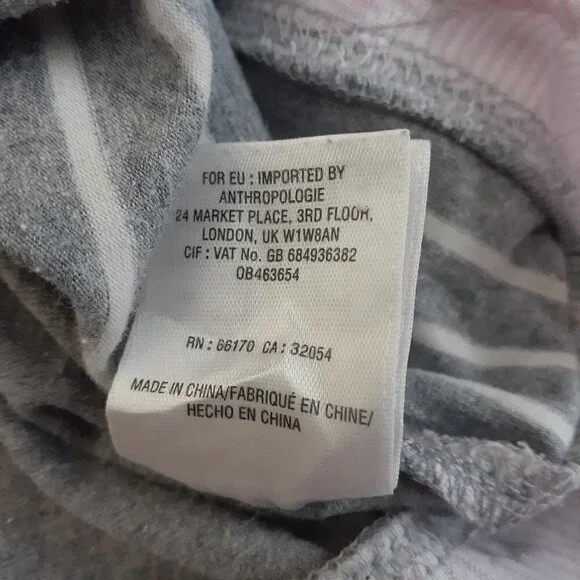 FOR EU : IMPORTED BY
ANTHROPOLOGIE
24 MARKET PLACE, 3RD FLOOR,
LONDON, UK W1W8AN
CIF : VAT No. GB 684936382
OB463654
RN : 66170 CA : 32054
MADE IN CHINA/FABRIQUÉ EN CHINE/
HECHO EN CHINA